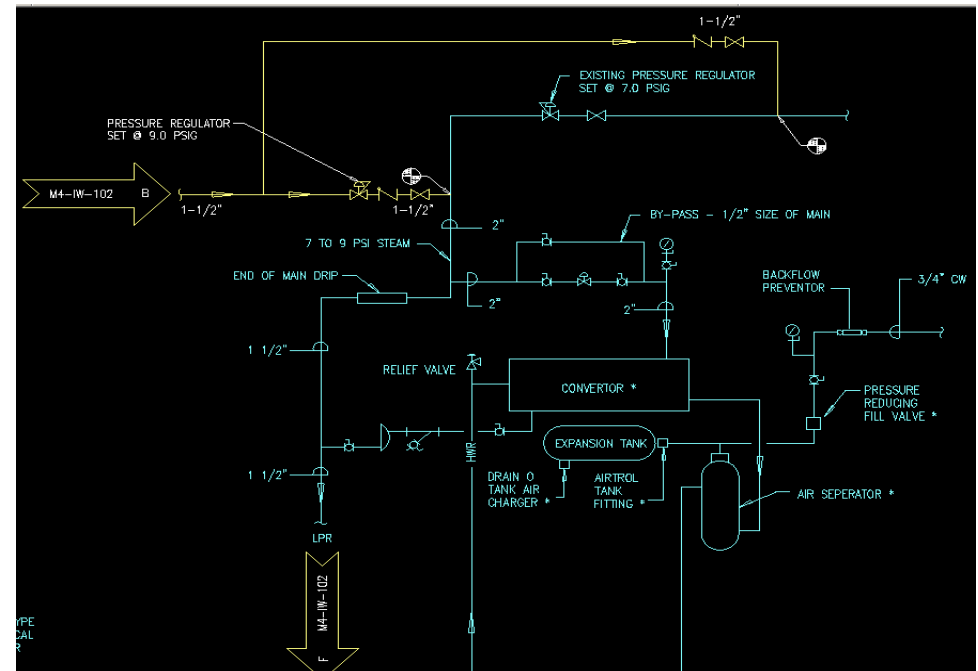 1-1/2"
EXISTING PRESSURE REGULATOR
SET @ 7.0 PSIG
PRESSURE REGULATOR
SET @ 9.0 PSIG
M4-IW-102 B
1-1/2"
1-1/2"
2"
BY-PASS - 1/2" SIZE OF MAIN
7 TO 9 PSI STEAM
END OF MAIN DRIP
BACKFLOW
PREVENTOR
3/4" CW
2"
2"
1 1/2"
RELIEF VALVE
CONVERTOR *
PRESSURE
REDUCING
FILL VALVE *
HWR
EXPANSION TANK
1 1/2"
DRAIN O
TANK AIR
CHARGER *
AIRTROL
TANK
FITTING *
AIR SEPERATOR *
LPR
M4-IW-102
F
YPE
CAL
R